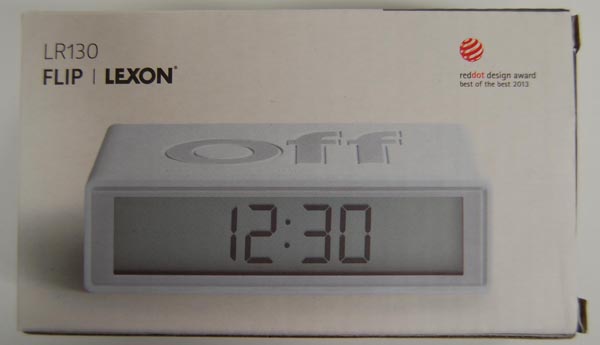 LR130
FLIP | LEXON®
reddot design award
best of the best 2013
off
12:30